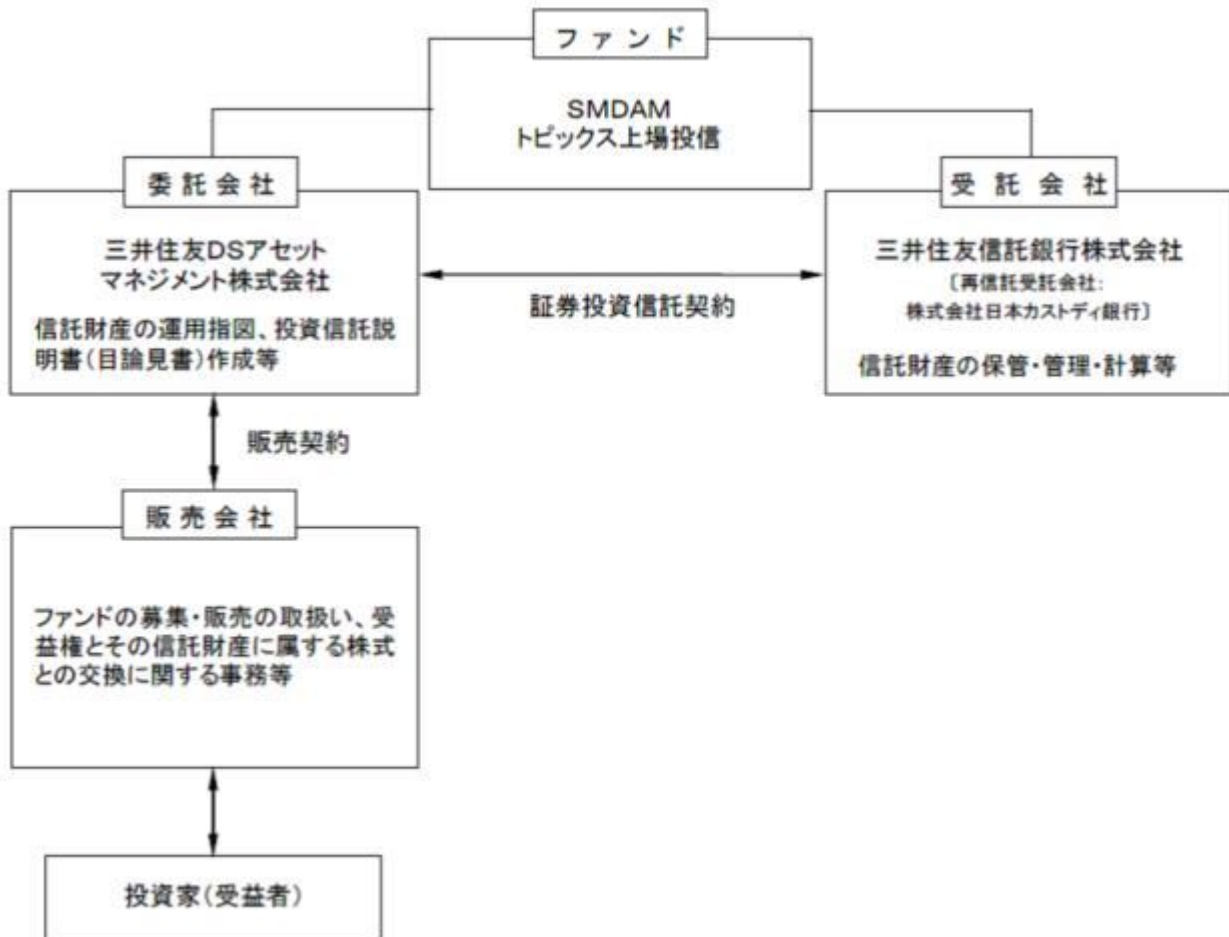 ファンド
SMDAM
トピックス上場投信
委託会社
三井住友DSアセット
マネジメント株式会社
信託財産の運用指図、投資信託説
明書(目論見書)作成等
証券投資信託契約
受託会社
三井住友信託銀行株式会社
[再信託受託会社:
株式会社日本カストディ銀行]
信託財産の保管・管理・計算等
販売契約
販売会社
ファンドの募集・販売の取扱い、受
益権とその信託財産に属する株式
との交換に関する事務等
投資家(受益者)